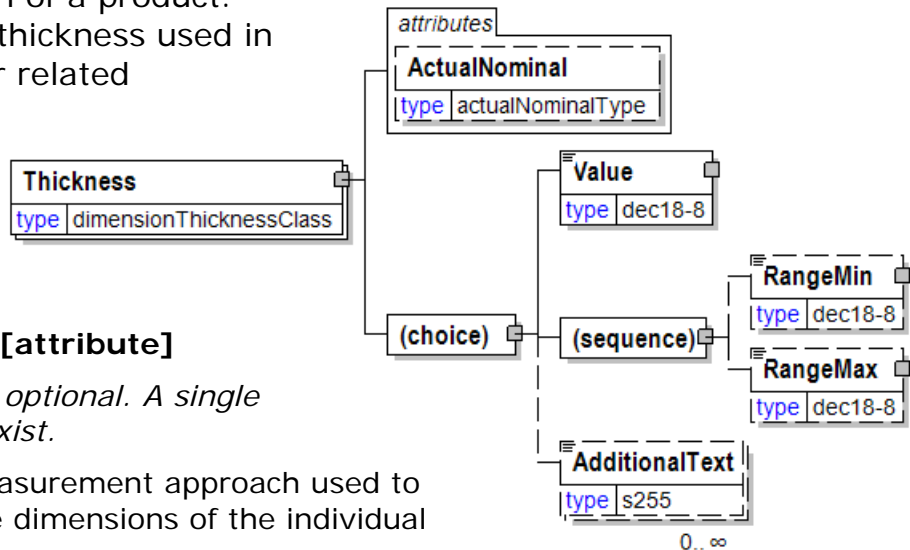 of a product.
thickness used in
related
attributes
ActualNominal
type actualNominalType
Thickness
type dimensionThicknessClass
Value
type dec18-8
(choice)
(sequence)
RangeMin
type dec18-8
RangeMax
type dec18-8
AdditionalText
type s255
0.. ∞
[attribute]
optional. A single
xist.
asurement approach used to
e dimensions of the individual